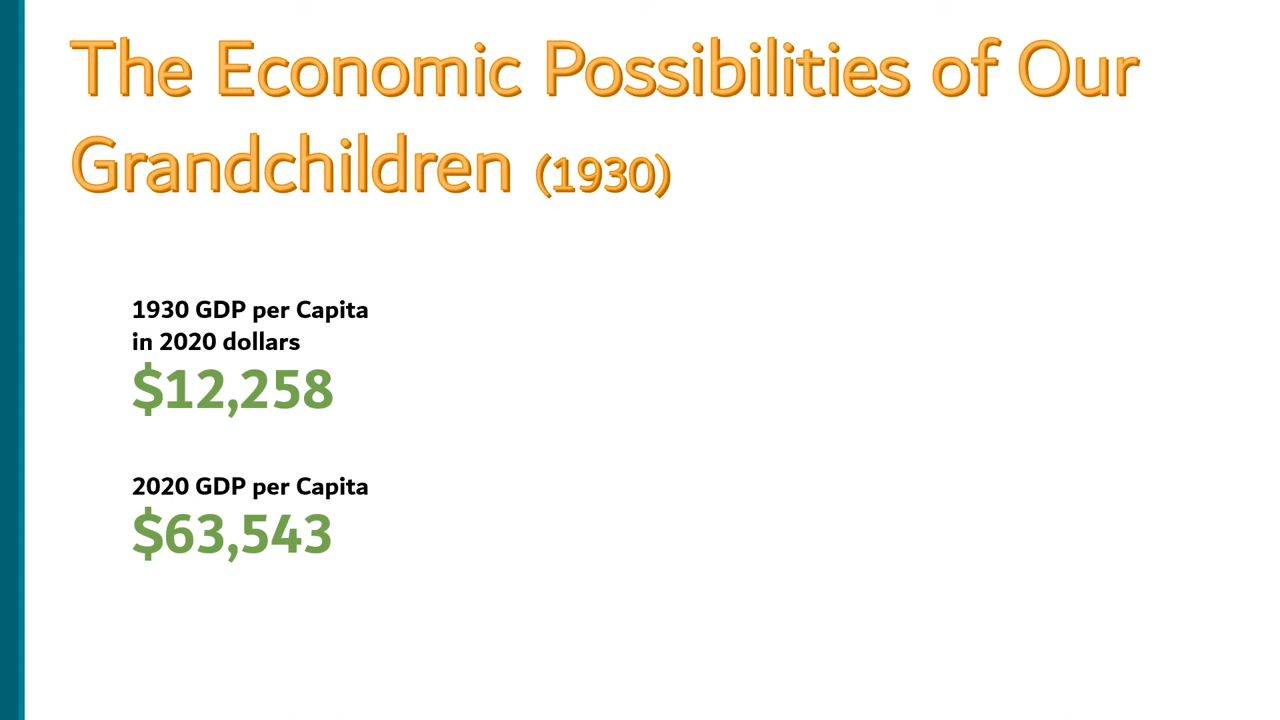 The Economic Possibilities of Our
Grandchildren (1930)
1930 GDP per Capita
in 2020 dollars
$12,258
2020 GDP per Capita
$63,543